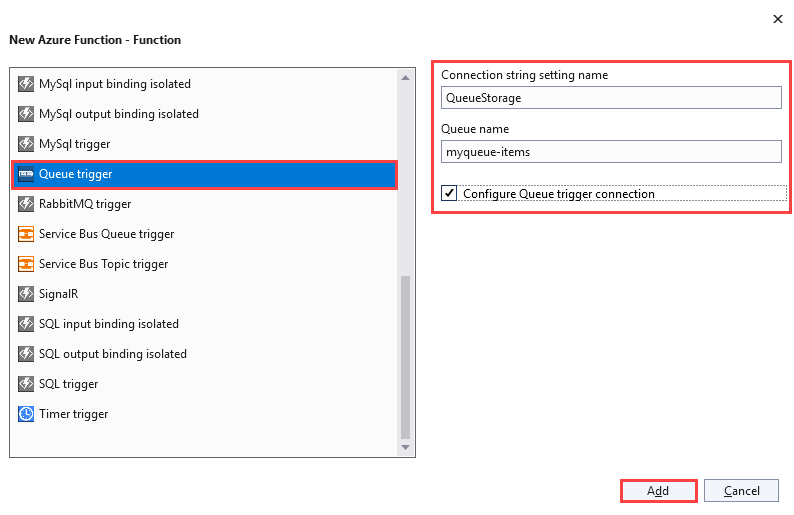 New Azure Function - Function
MySql input binding isolated
MySql output binding isolated
MySql trigger
Queue trigger
RabbitMQ trigger
Service Bus Queue trigger
Service Bus Topic trigger
SignalR
SQL input binding isolated
SQL output binding isolated
SQL trigger
Timer trigger
Connection string setting name
QueueStorage
Queue name
myqueue-items
Configure Queue trigger connection
Add
Cancel